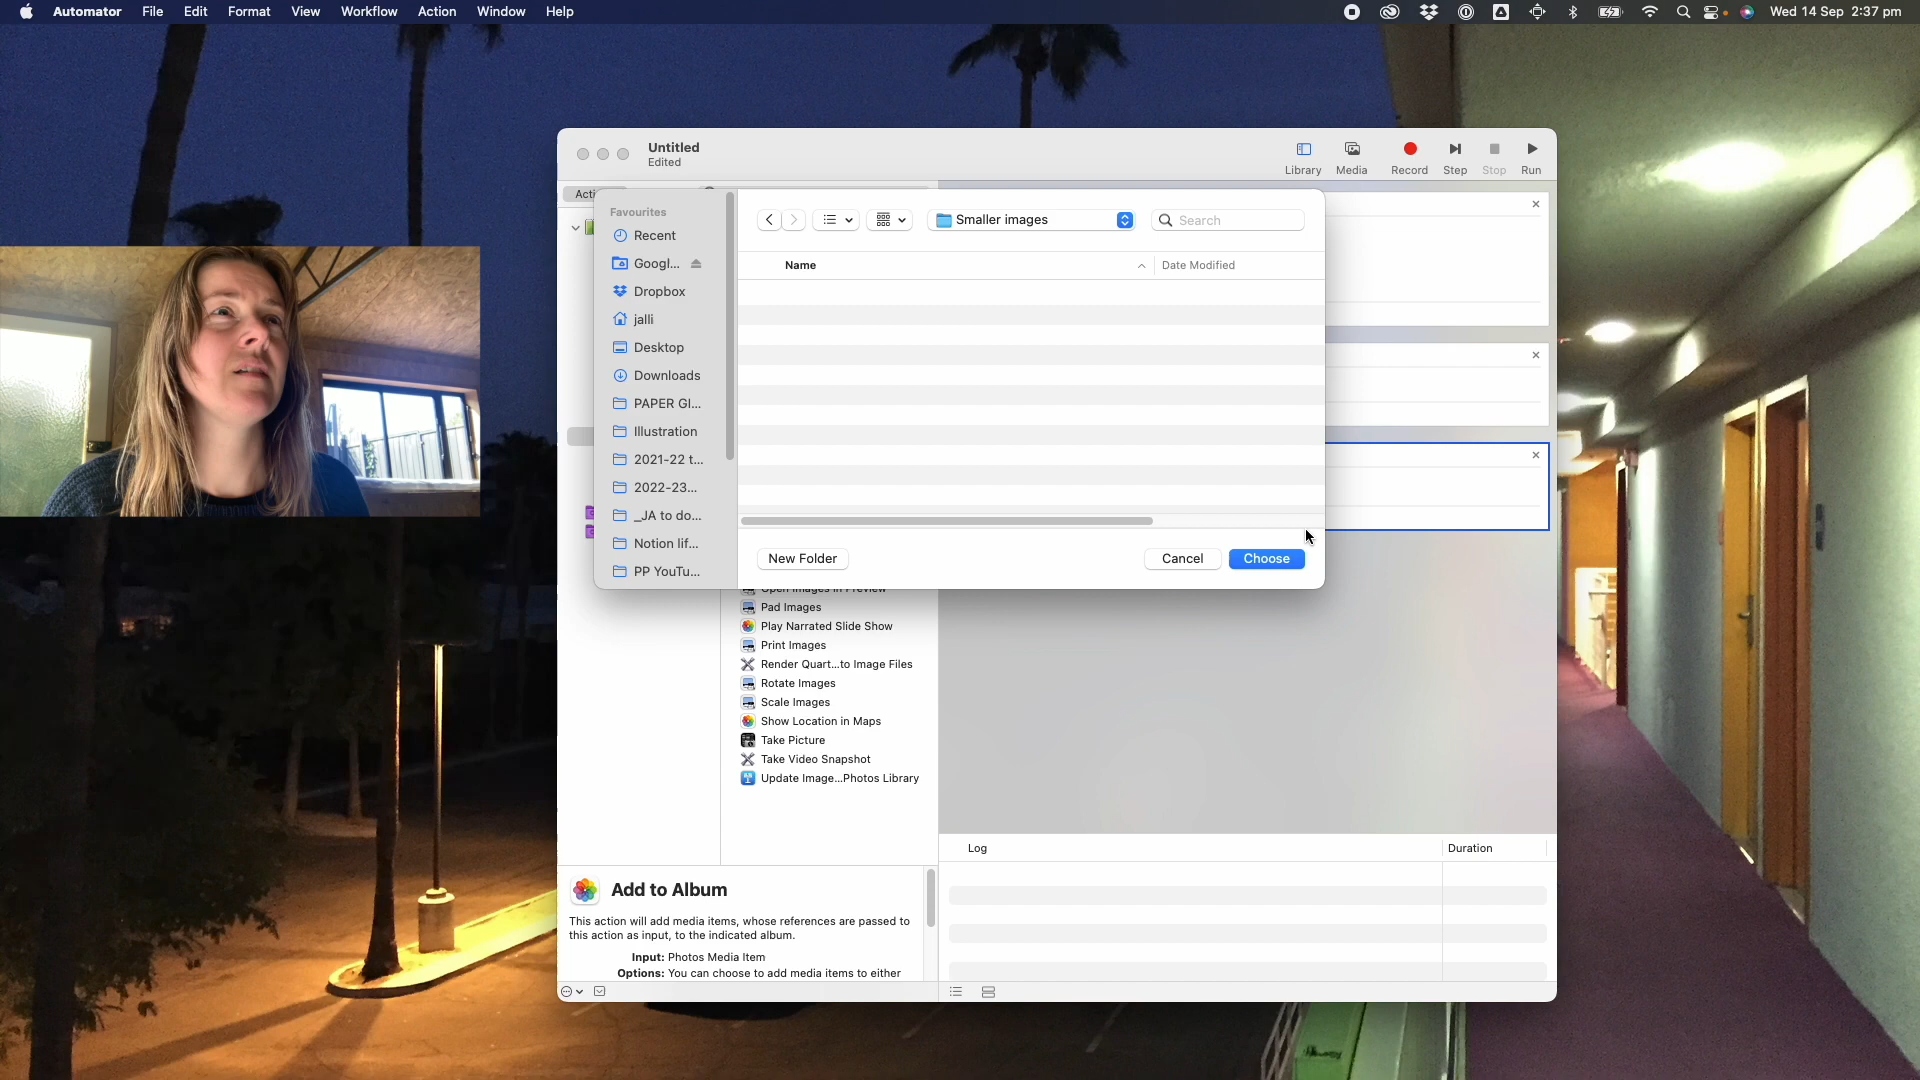 Automator File Edit Format View Workflow Action Window Help
Wed 14 Sep 2:37 pm
Untitled
Edited
Library
Media
Record
Step
Stop
Run
Favourites
Recent
Googl...
Dropbox
jalli
Desktop
Downloads
PAPER GI...
Illustration
2021-22 t...
2022-23...
_JA to do...
Notion lif...
PP YouTu...
Smaller images
Search
Name
Date Modified
New Folder
Cancel
Choose
Pad Images
Play Narrated Slide Show
Print Images
Render Quart...to Image Files
Rotate Images
Scale Images
Show Location in Maps
Take Picture
Take Video Snapshot
Update Image...Photos Library
Log
Duration
Add to Album
This action will add media items, whose references are passed to
this action as input, to the indicated album.
Input: Photos Media Item
Options: You can choose to add media items to either